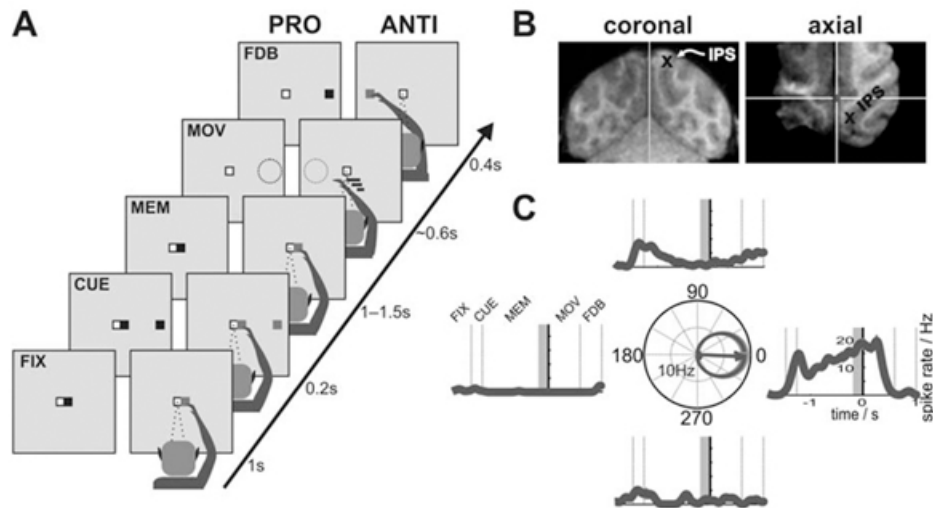 A
PRO
ANTI
FDB
MOV
MEM
CUE
FIX
0.4s
~0.6s
1–1.5s
0.2s
1s
B
coronal
axial
IPS
x
x
IPS
C
FIX
CUE
MEM
MOV
FDB
90
180
0
10Hz
270
20
10
-1
0
1
time / s
spike rate / Hz